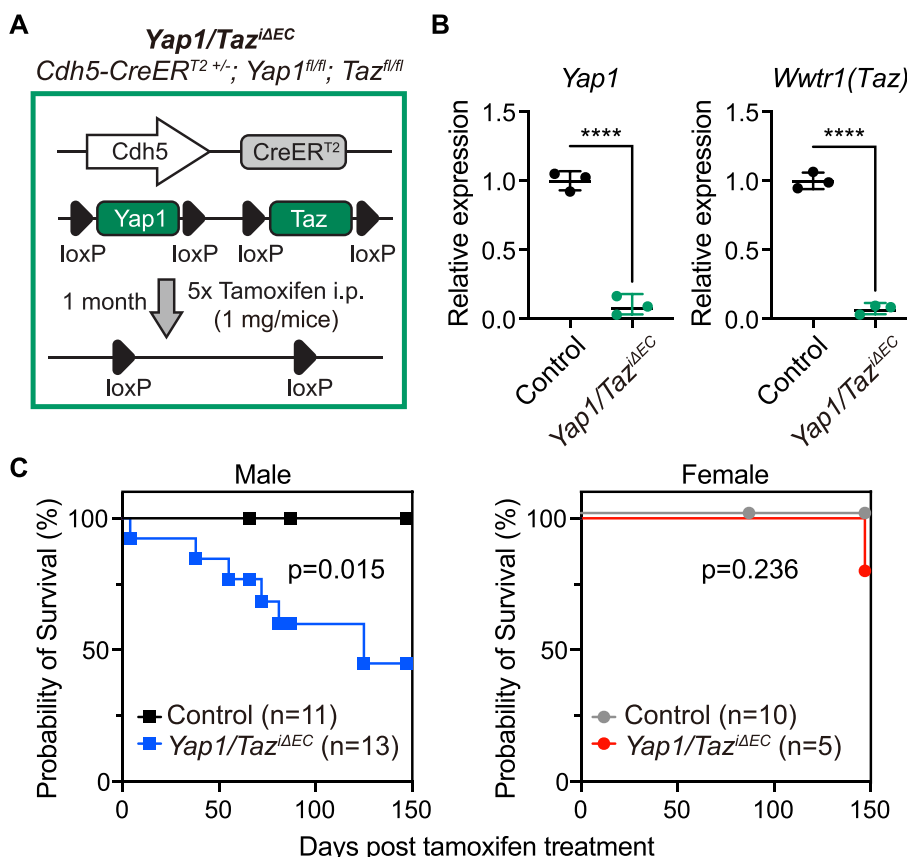 A
Yap1/Taz^iΔEC
Cdh5-CreER^T2 +/-; Yap1^fl/fl; Taz^fl/fl
Cdh5
CreER^T2
Yap1
Taz
loxP loxP loxP loxP
1 month
5x Tamoxifen i.p.
(1 mg/mice)
loxP loxP
B
Yap1
Relative expression
1.5
1.0
0.5
0.0
****
Control
Yap1/Taz^iΔEC
Wwtr1(Taz)
Relative expression
1.5
1.0
0.5
0.0
****
Control
Yap1/Taz^iΔEC
C
Male
Probability of Survival (%)
100
50
0
p=0.015
Control (n=11)
Yap1/Taz^iΔEC (n=13)
0 50 100 150
Female
Probability of Survival (%)
100
50
0
p=0.236
Control (n=10)
Yap1/Taz^iΔEC (n=5)
0 50 100 150
Days post tamoxifen treatment